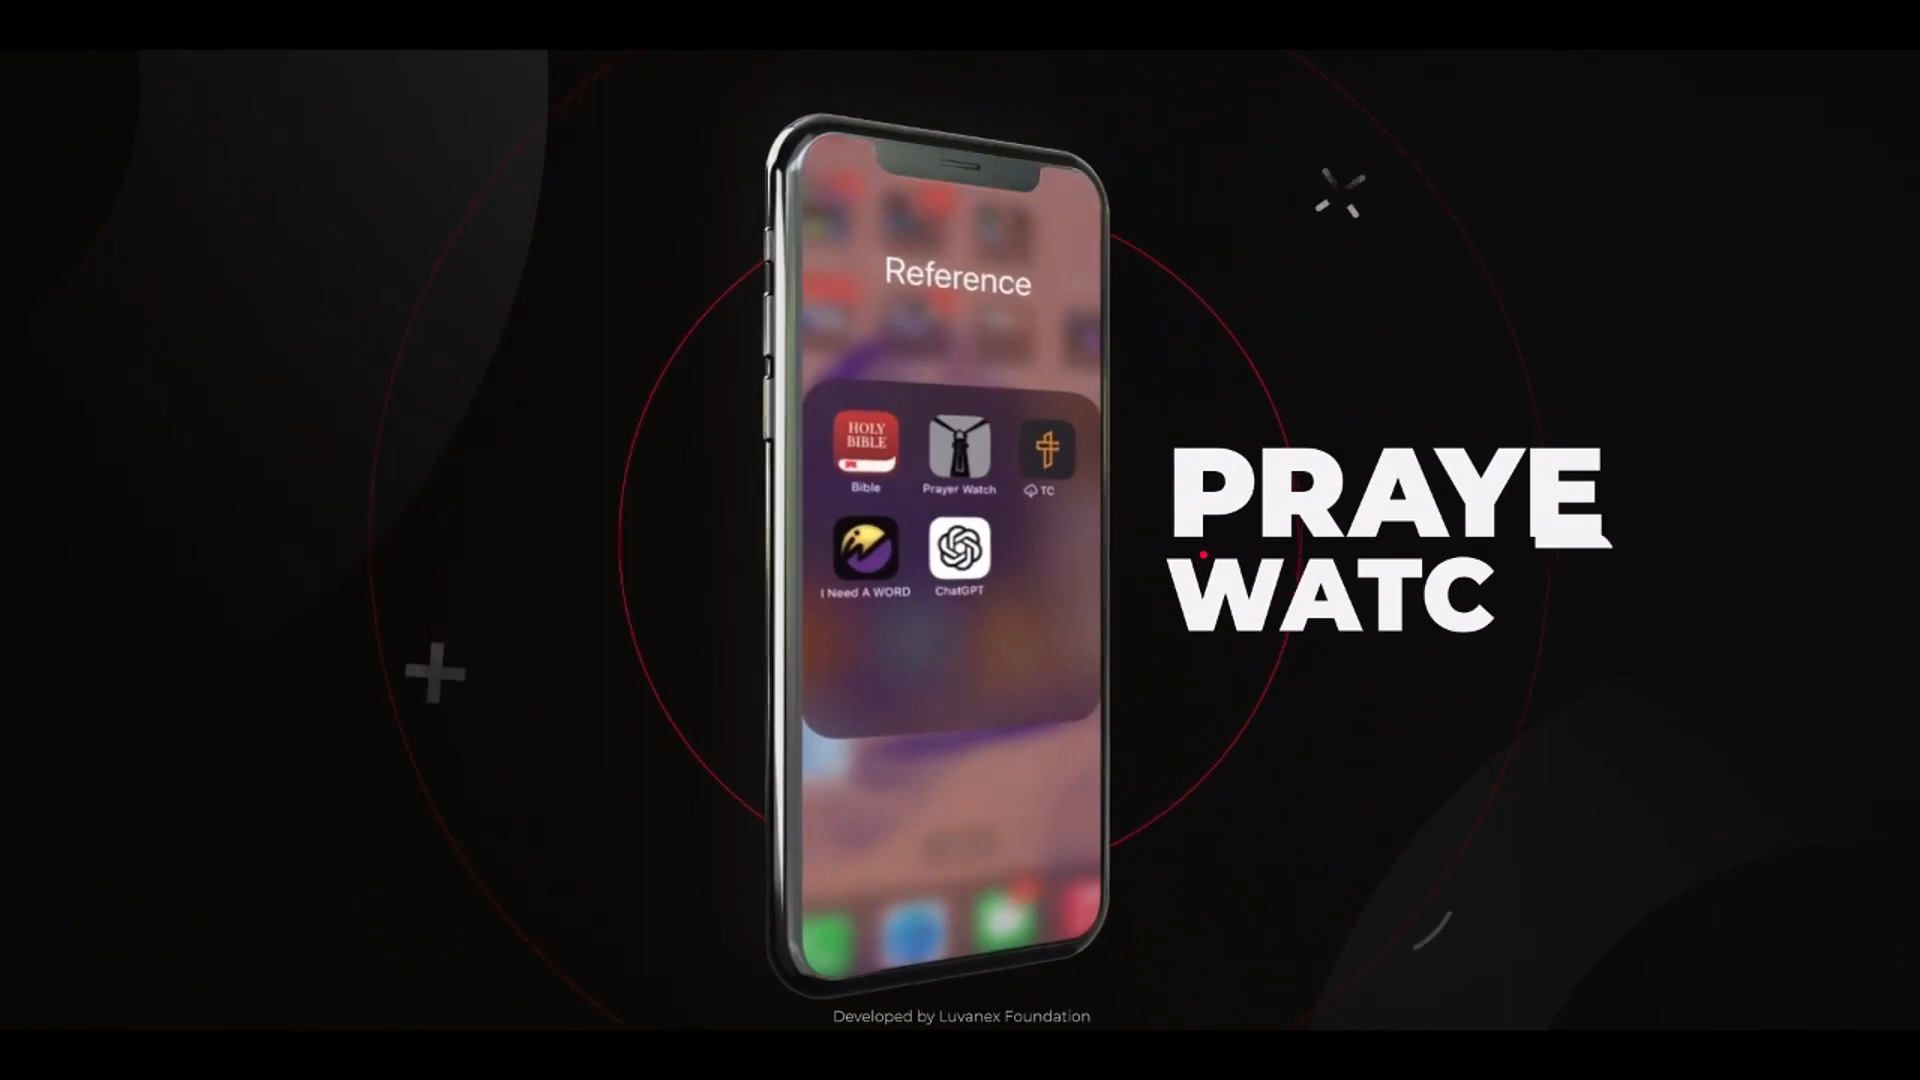 Reference
HOLY
BIBLE
Bible
Prayer Watch
TC
I Need A WORD
ChatGPT
PRAYE
WATC
Developed by Luvanex Foundation